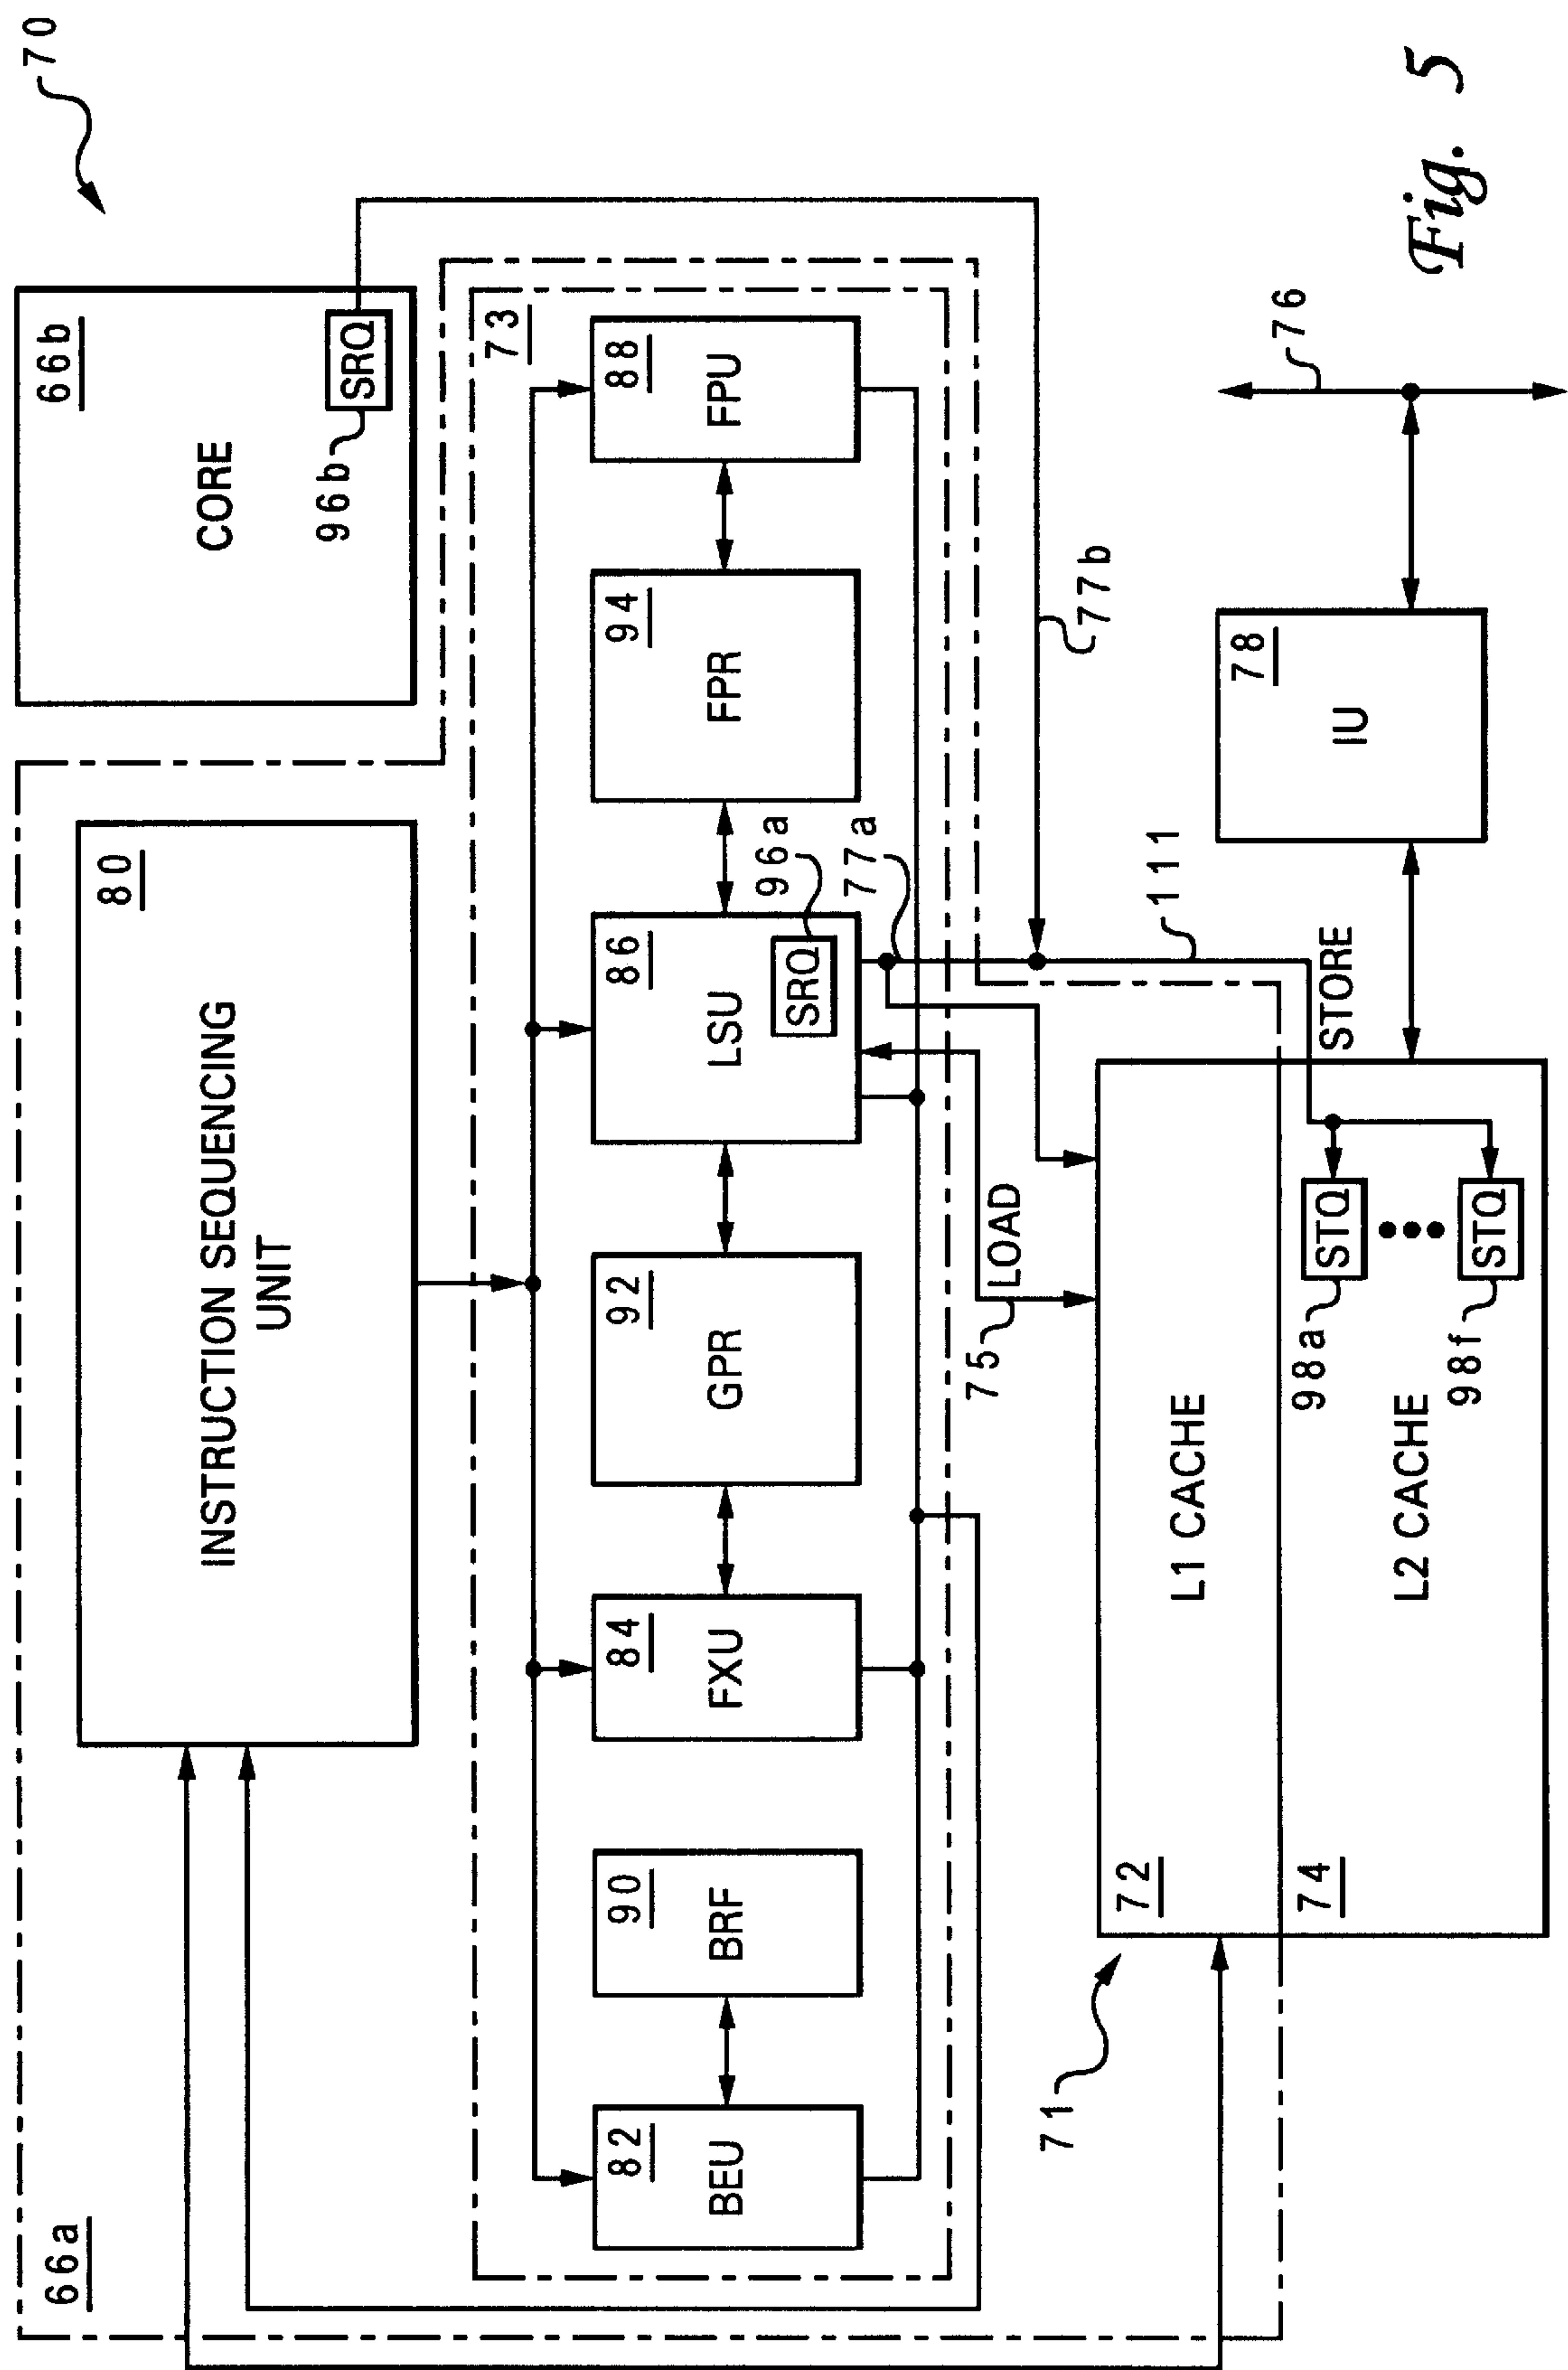 70
66a
80
INSTRUCTION SEQUENCING
UNIT
66b
CORE
SRQ
96b
73
82
BEU
90
BRF
84
FXU
92
GPR
86
LSU
SRQ
96a
94
FPR
88
FPU
77a
77b
75
LOAD
111
STORE
71
72
L1 CACHE
74
L2 CACHE
STQ
98a
STQ
98f
78
IU
76
Fig. 5